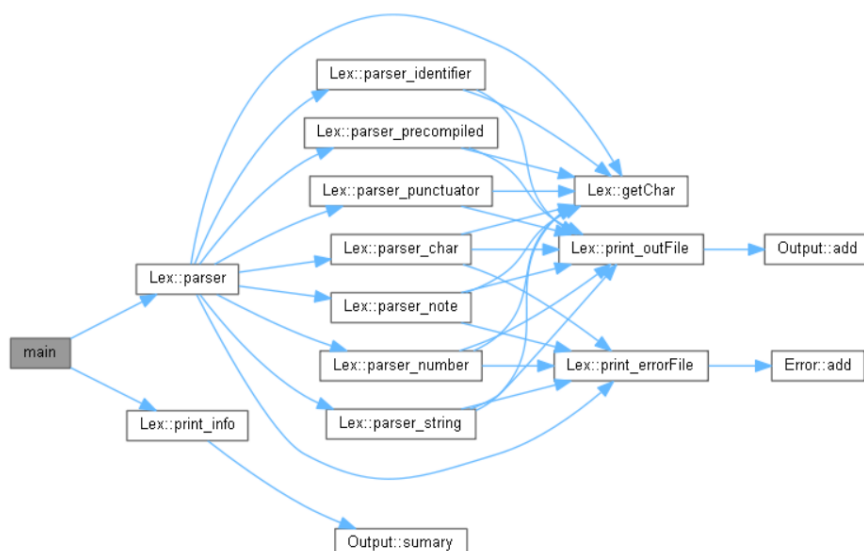 Lex::parser_identifier
Lex::parser_precompiled
Lex::parser_punctuator
Lex::getChar
Lex::parser_char
Lex::print_outFile
Output::add
Lex::parser
Lex::parser_note
main
Lex::parser_number
Lex::print_errorFile
Error::add
Lex::print_info
Lex::parser_string
Output::sumary